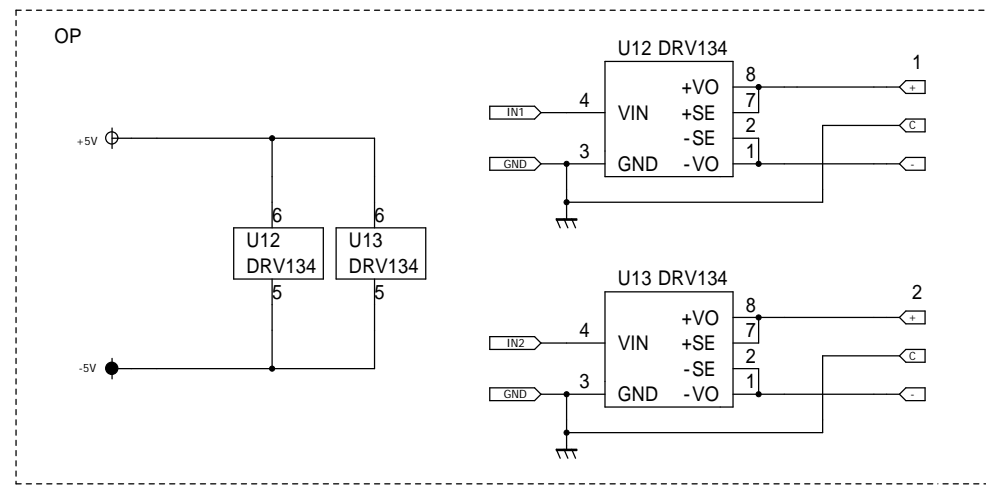 OP
+5V
-5V
6
6
U12
DRV134
U13
DRV134
5
5
U12 DRV134
1
IN1
4
VIN
+VO
8
+
+SE
7
C
-SE
2
GND
3
GND
-VO
1
-
U13 DRV134
2
IN2
4
VIN
+VO
8
+
+SE
7
C
-SE
2
GND
3
GND
-VO
1
-